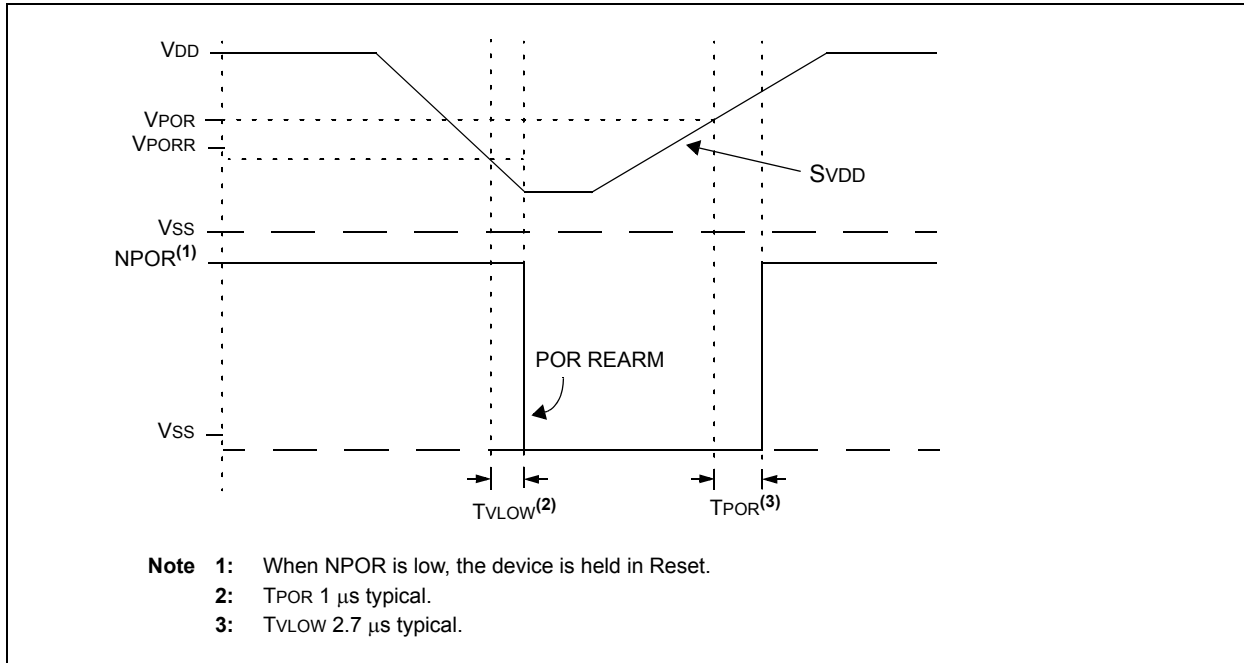 VDD
VPOR
VPORR
SVDD
VSS
NPOR(1)
POR REARM
VSS
TVLOW(2)
TPOR(3)
Note 1: When NPOR is low, the device is held in Reset.
2: TPOR 1 μs typical.
3: TVLOW 2.7 μs typical.